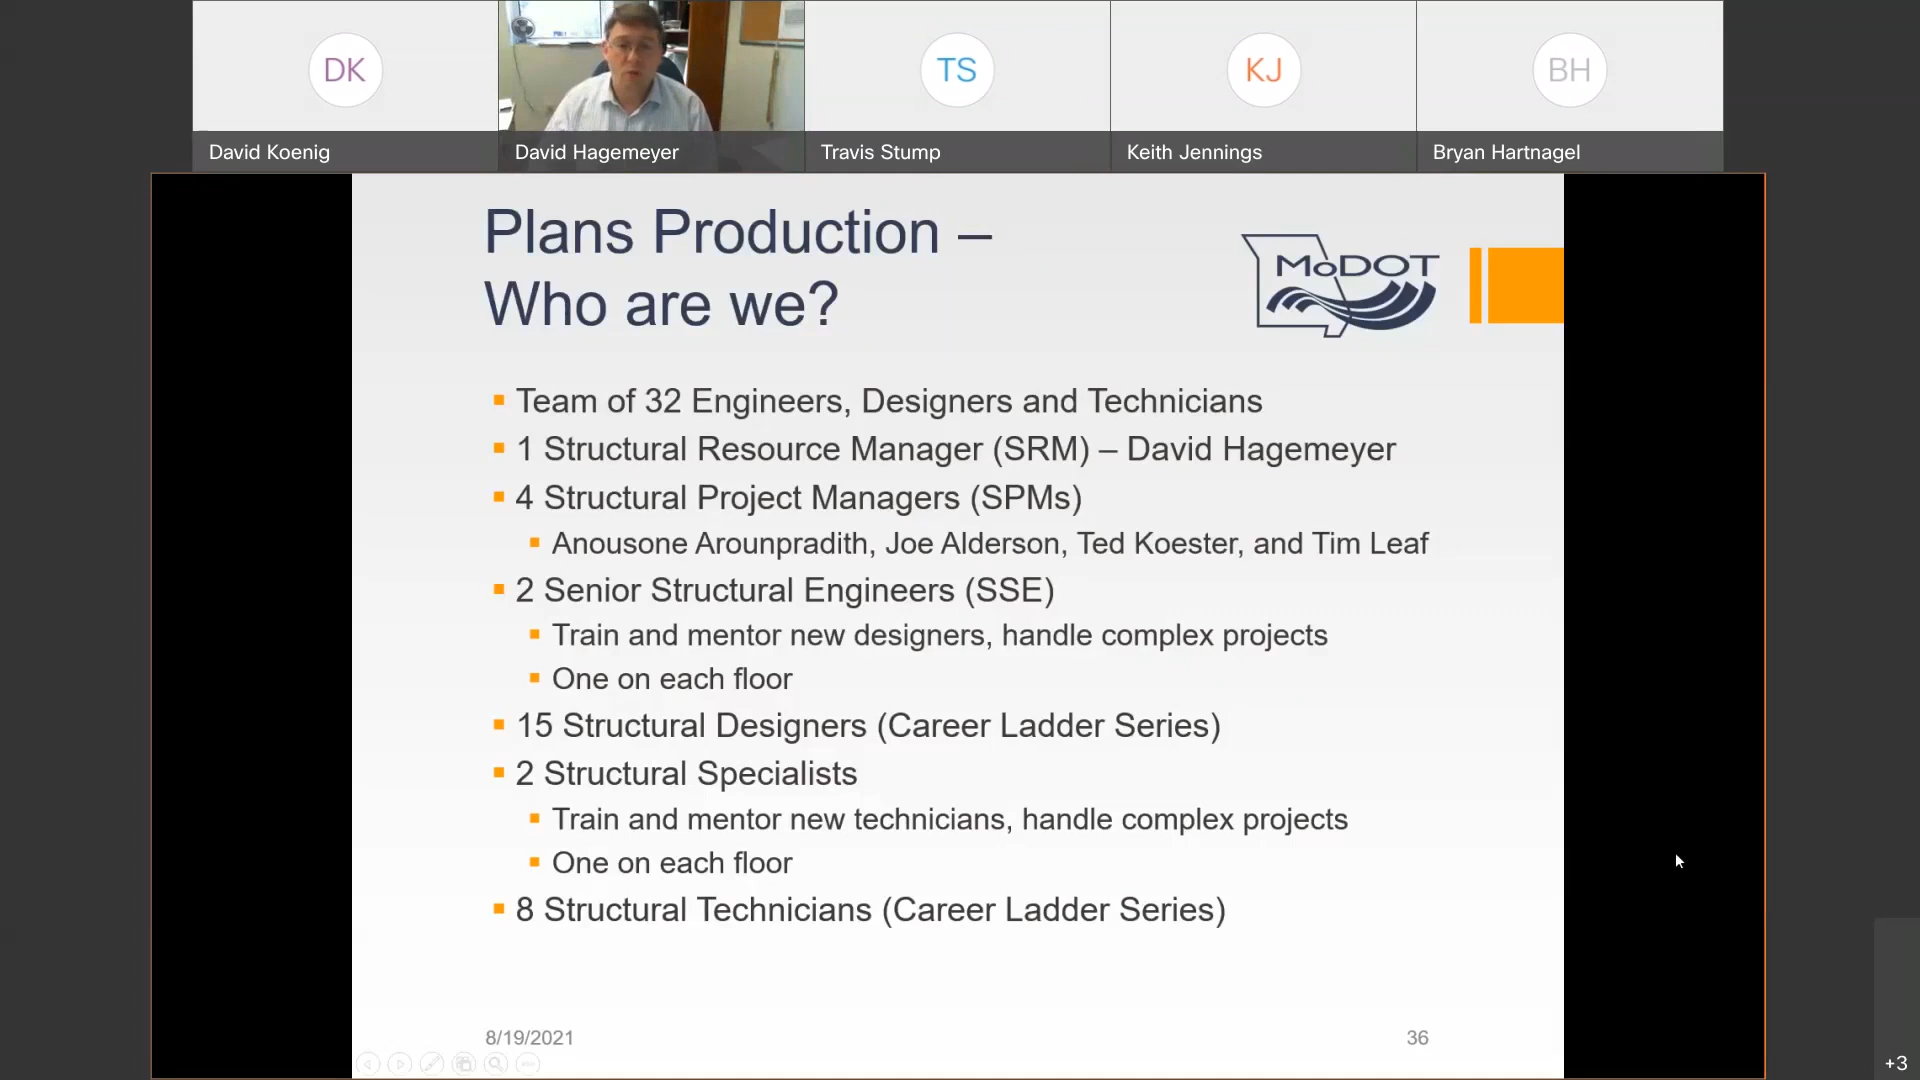 DK
TS
KJ
BH
David Koenig
David Hagemeyer
Travis Stump
Keith Jennings
Bryan Hartnagel
Plans Production –
Who are we?
MoDOT
Team of 32 Engineers, Designers and Technicians
1 Structural Resource Manager (SRM) – David Hagemeyer
4 Structural Project Managers (SPMs)
Anousone Arounpradith, Joe Alderson, Ted Koester, and Tim Leaf
2 Senior Structural Engineers (SSE)
Train and mentor new designers, handle complex projects
One on each floor
15 Structural Designers (Career Ladder Series)
2 Structural Specialists
Train and mentor new technicians, handle complex projects
One on each floor
8 Structural Technicians (Career Ladder Series)
8/19/2021
36
+3